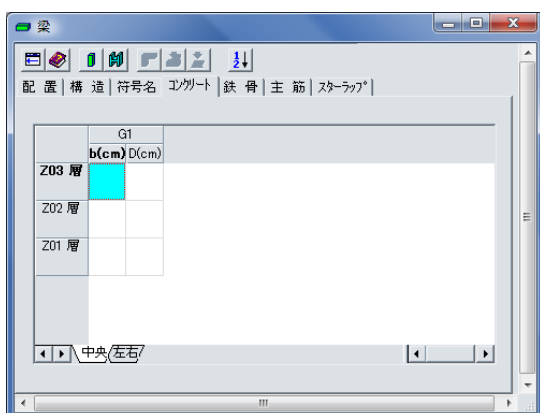 梁
配 置 構 造 符号名 コンクリート 鉄 骨 主 筋 スターラップ
G1
b(cm) D(cm)
Z03 層
Z02 層
Z01 層
中央 左右